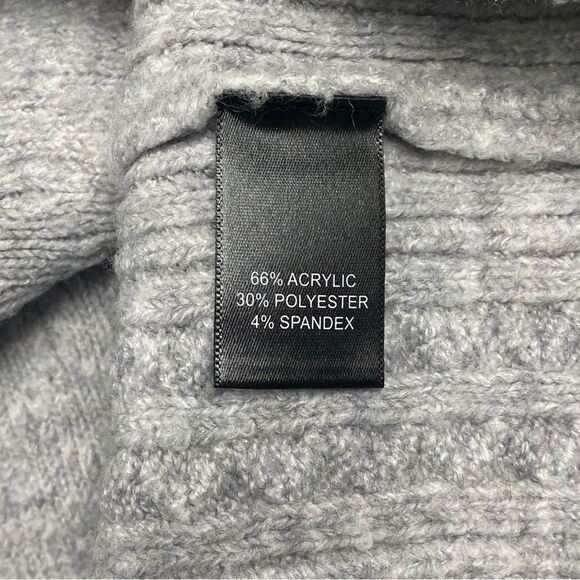 66% ACRYLIC
30% POLYESTER
4% SPANDEX